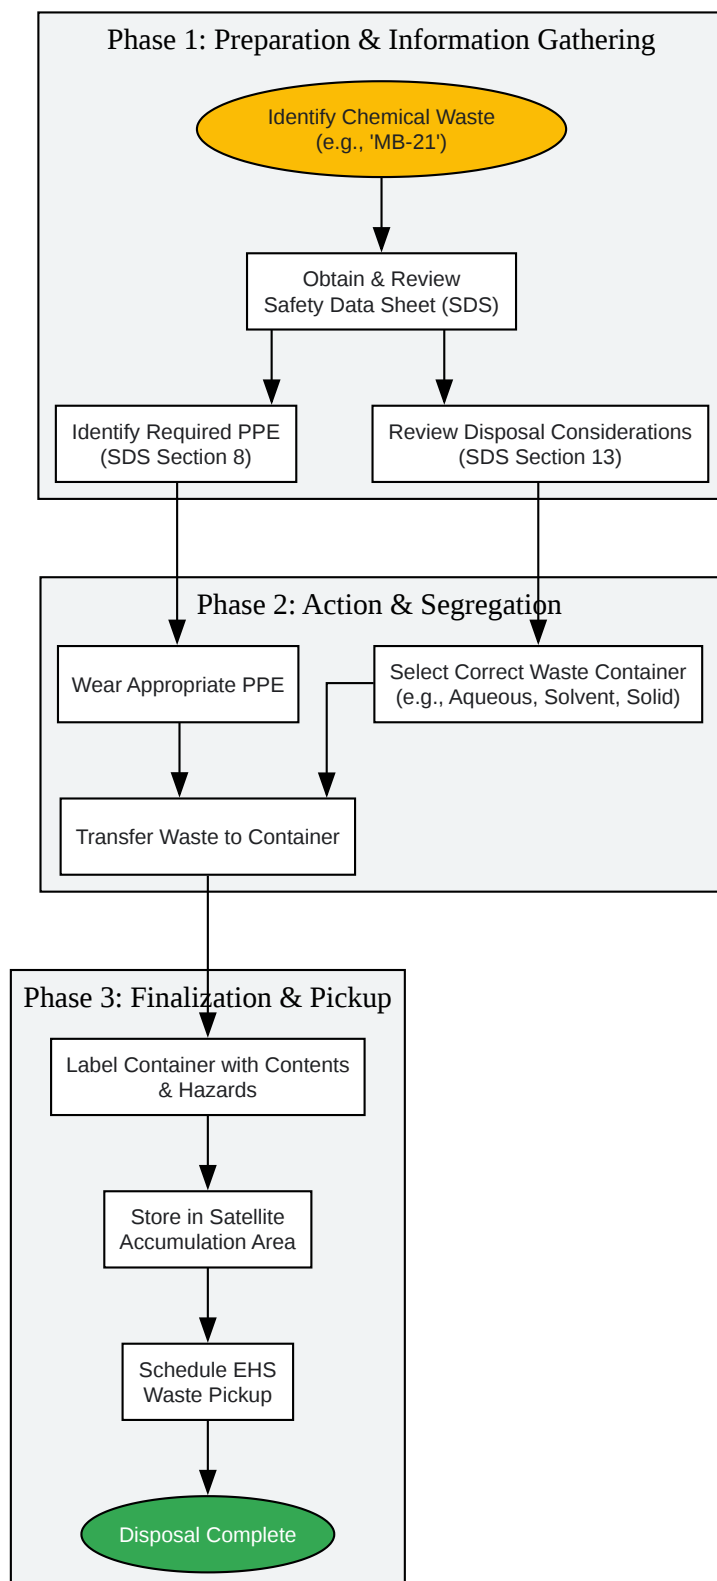 Phase 1: Preparation & Information Gathering
Identify Chemical Waste
(e.g., 'MB-21')
Obtain & Review
Safety Data Sheet (SDS)
Identify Required PPE
(SDS Section 8)
Review Disposal Considerations
(SDS Section 13)
Phase 2: Action & Segregation
Wear Appropriate PPE
Select Correct Waste Container
(e.g., Aqueous, Solvent, Solid)
Transfer Waste to Container
Phase 3: Finalization & Pickup
Label Container with Contents
& Hazards
Store in Satellite
Accumulation Area
Schedule EHS
Waste Pickup
Disposal Complete